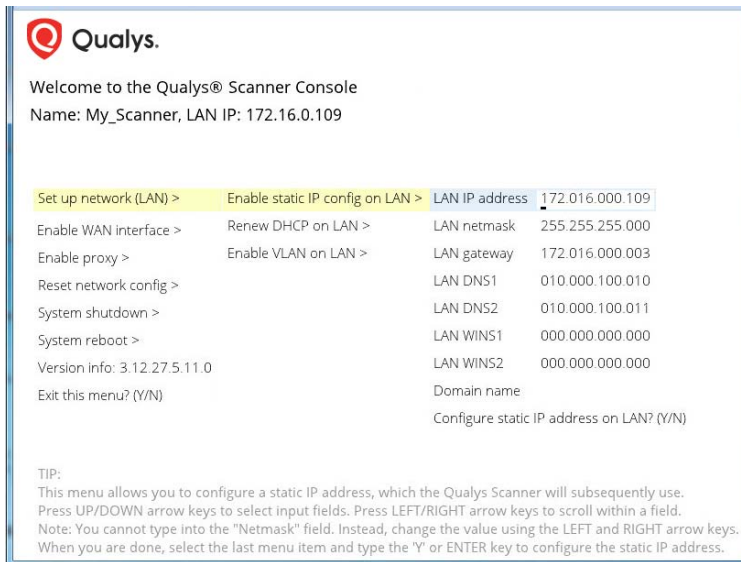 Qualys.
Welcome to the Qualys® Scanner Console
Name: My_Scanner, LAN IP: 172.16.0.109
Set up network (LAN) > Enable static IP config on LAN > LAN IP address 172.016.000.109
Enable WAN interface > Renew DHCP on LAN > LAN netmask 255.255.255.000
Enable proxy > Enable VLAN on LAN > LAN gateway 172.016.000.003
Reset network config > LAN DNS1 010.000.100.010
System shutdown > LAN DNS2 010.000.100.011
System reboot > LAN WINS1 000.000.000.000
Version info: 3.12.27.5.11.0 LAN WINS2 000.000.000.000
Exit this menu? (Y/N) Domain name
Configure static IP address on LAN? (Y/N)
TIP:
This menu allows you to configure a static IP address, which the Qualys Scanner will subsequently use.
Press UP/DOWN arrow keys to select input fields. Press LEFT/RIGHT arrow keys to scroll within a field.
Note: You cannot type into the "Netmask" field. Instead, change the value using the LEFT and RIGHT arrow keys.
When you are done, select the last menu item and type the 'Y' or ENTER key to configure the static IP address.